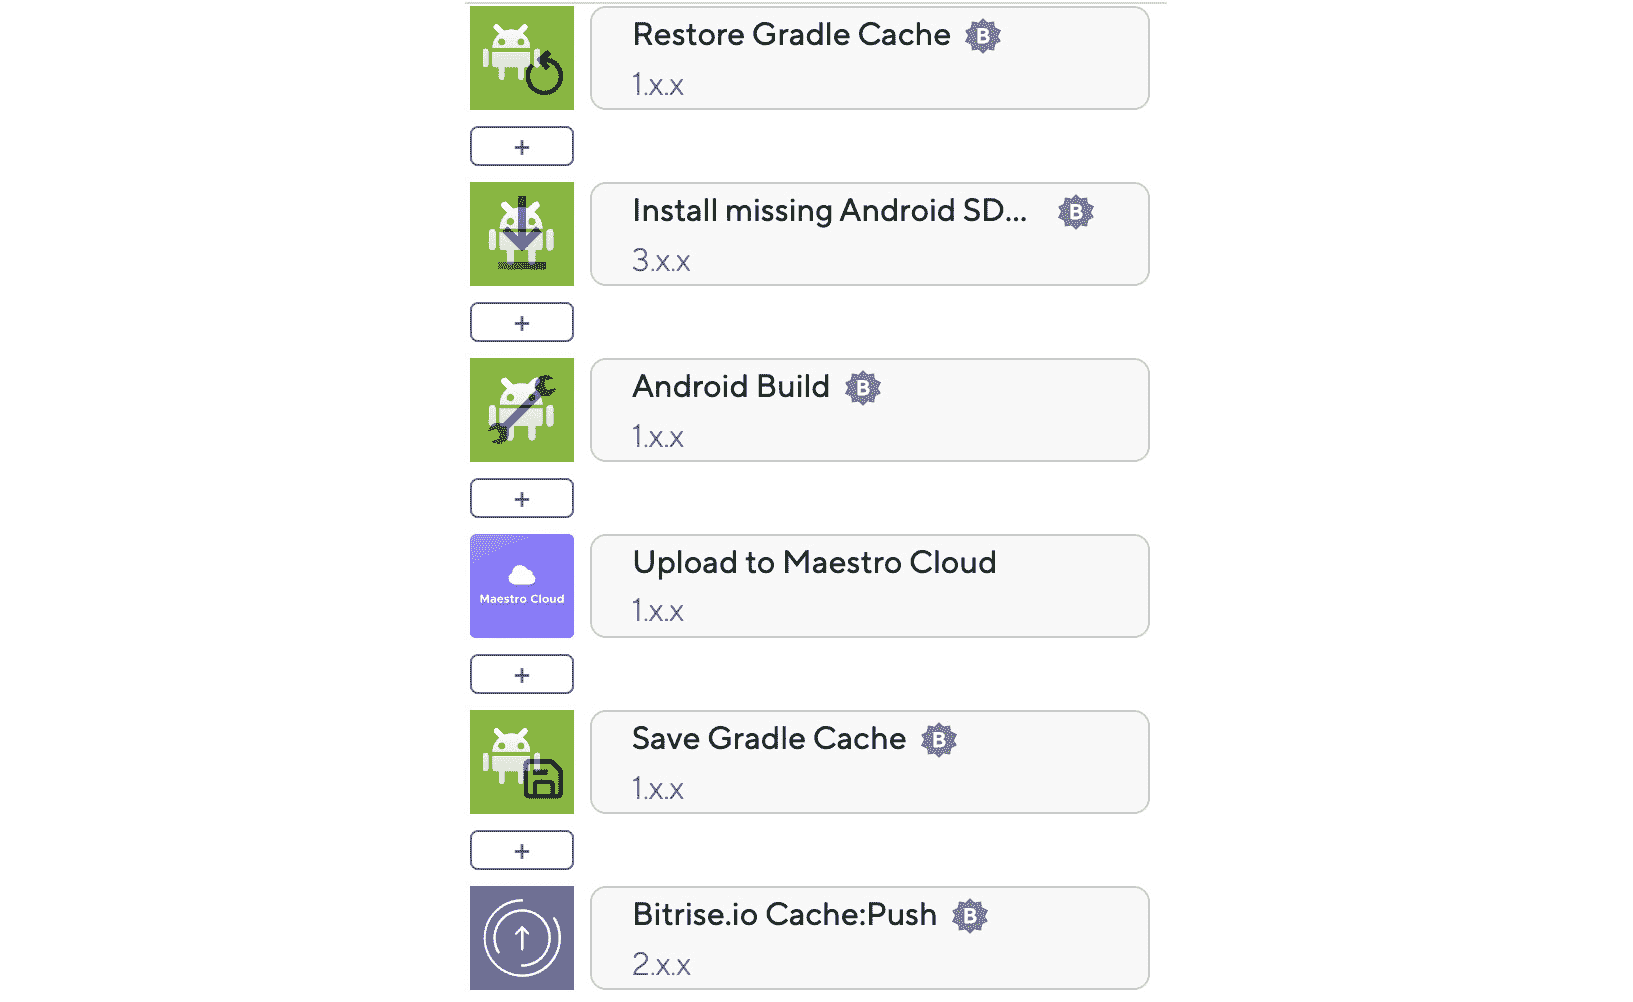 Restore Gradle Cache B
1.x.x
+
Install missing Android SD... B
3.x.x
+
Android Build B
1.x.x
+
Maestro Cloud
Upload to Maestro Cloud
1.x.x
+
Save Gradle Cache B
1.x.x
+
Bitrise.io Cache:Push B
2.x.x